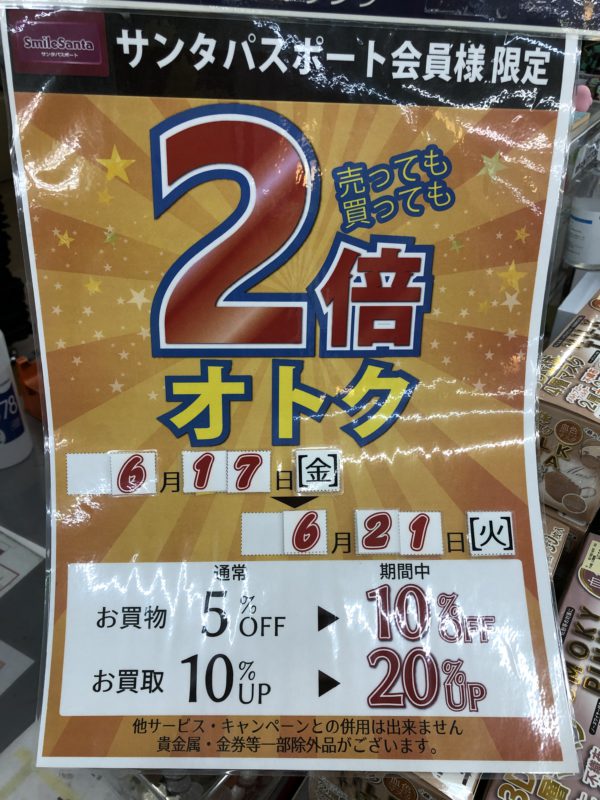 SmileSanta
サンタパスポート
サンタパスポート会員様 限定
売っても
買っても
2倍
オトク
6月17日[金]
6月21日[火]
通常 期間中
お買物 5%OFF ▶ 10%OFF
お買取 10%UP ▶ 20%UP
他サービス・キャンペーンとの併用は出来ません
貴金属・金券等一部除外品がございます。
78